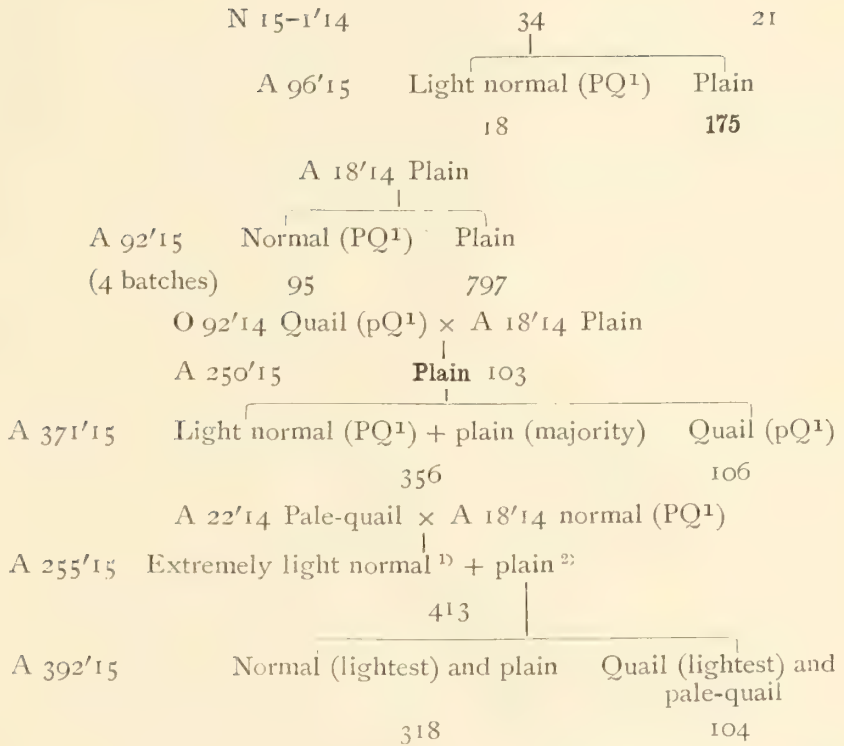 N 15-1'14 34 21
A 96'15 Light normal (PQ¹) Plain
18 175
A 18'14 Plain
A 92'15 Normal (PQ¹) Plain
(4 batches) 95 797
O 92'14 Quail (pQ¹) × A 18'14 Plain
A 250'15 Plain 103
A 371'15 Light normal (PQ¹) + plain (majority) Quail (pQ¹)
356 106
A 22'14 Pale-quail × A 18'14 normal (PQ¹)
A 255'15 Extremely light normal ¹⁾ + plain ²⁾
413
A 392'15 Normal (lightest) and plain Quail (lightest) and
pale-quail
318 104